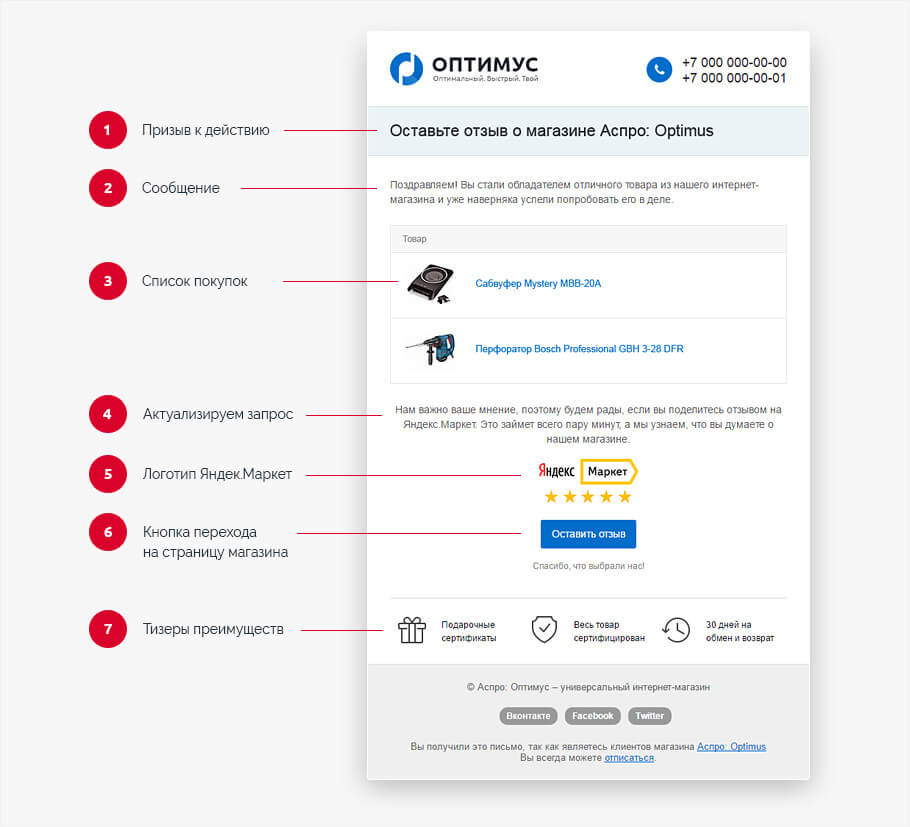 ОПТИМУС
Оптимальный. Быстрый. Твой
+7 000 000-00-00
+7 000 000-00-01
1 Призыв к действию
Оставьте отзыв о магазине Аспро: Optimus
2 Сообщение
Поздравляем! Вы стали обладателем отличного товара из нашего интернет-
магазина и уже наверняка успели попробовать его в деле.
Товар
3 Список покупок
Сабвуфер Mystery MBB-20A
Перфоратор Bosch Professional GBH 3-28 DFR
4 Актуализируем запрос
Нам важно ваше мнение, поэтому будем рады, если вы поделитесь отзывом на
Яндекс.Маркет. Это займет всего пару минут, а мы узнаем, что вы думаете о
нашем магазине.
5 Логотип Яндек.Маркет
Яндекс Маркет
6 Кнопка перехода
на страницу магазина
Оставить отзыв
Спасибо, что выбрали нас!
7 Тизеры преимуществ
Подарочные
сертификаты
Весь товар
сертифицирован
30 дней на
обмен и возврат
© Аспро: Оптимус – универсальный интернет-магазин
Вконтакте Facebook Twitter
Вы получили это письмо, так как являетесь клиентов магазина Аспро: Optimus
Вы всегда можете отписаться.